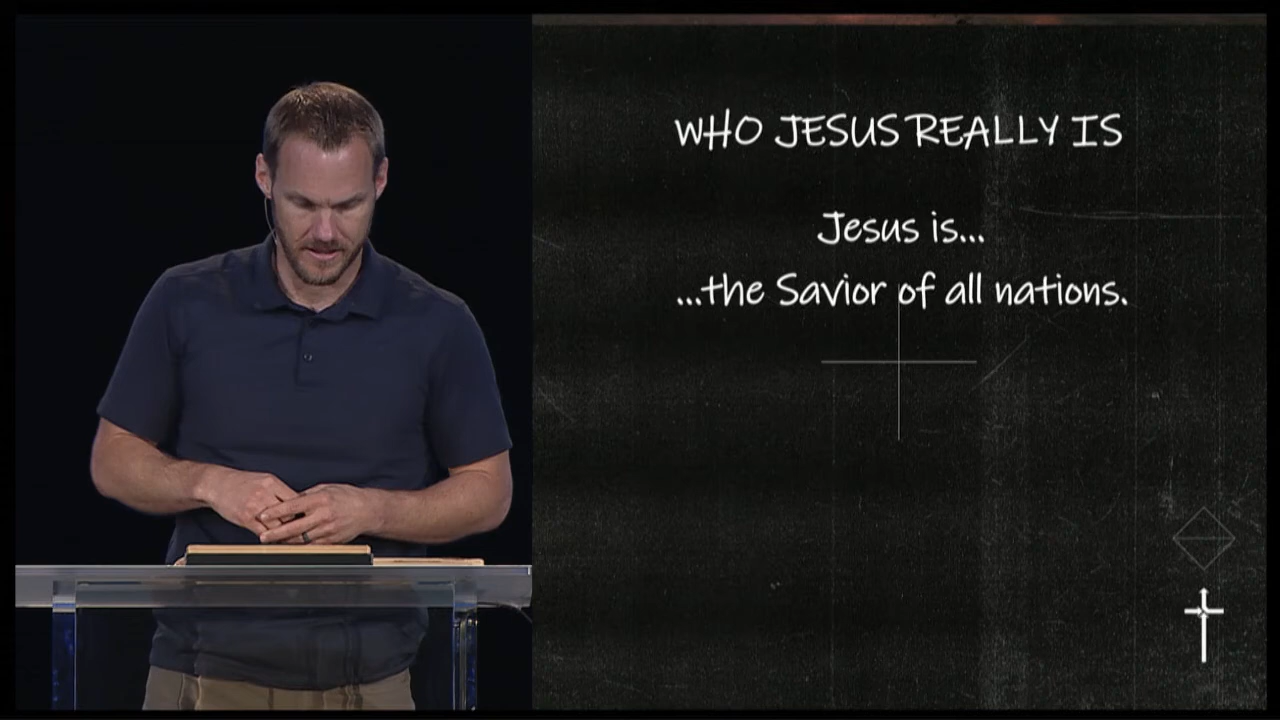 WHO JESUS REALLY IS
Jesus is...
...the Savior of all nations.